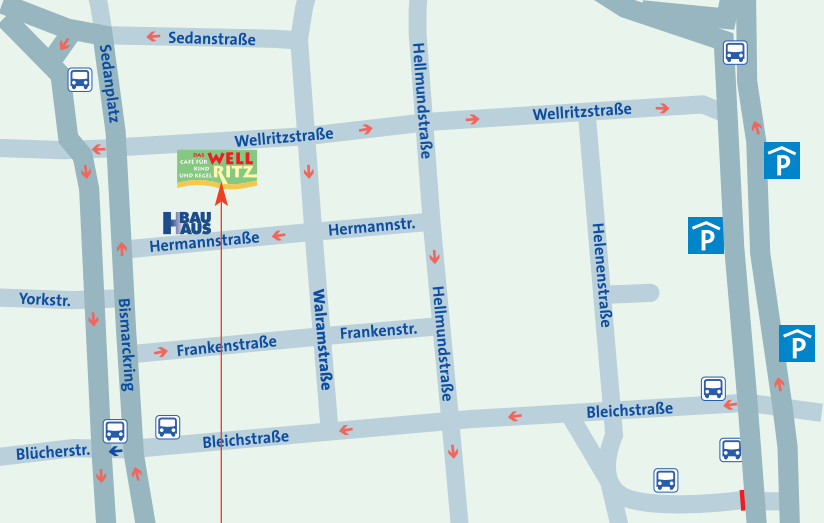 Sedanstraße
Sedanplatz
Hellmundstraße
Wellritzstraße
Wellritzstraße
DAS
WELL
RITZ
CAFÉ FÜR
KIND
UND KEGEL
BAU
HAUS
Hermannstraße
Hermannstr.
Helenenstraße
Yorkstr.
Bismarckring
Walramstraße
Hellmundstraße
Frankenstraße
Frankenstr.
Bleichstraße
Bleichstraße
Blücherstr.
P
P
P